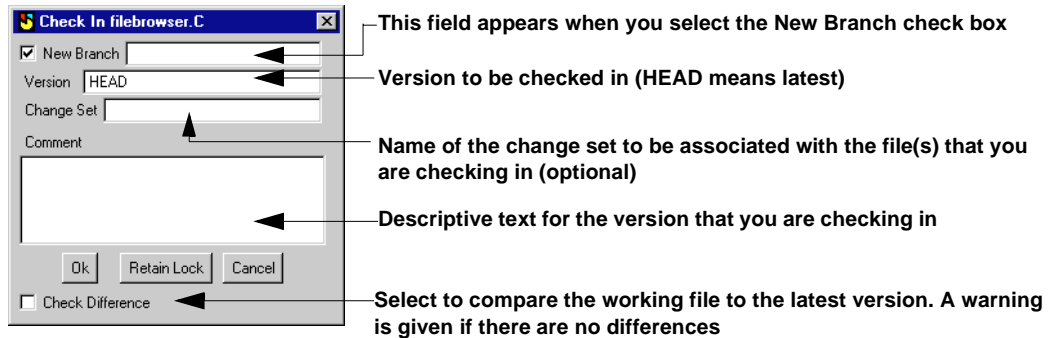 Check In filebrowser.C
This field appears when you select the New Branch check box
New Branch
Version HEAD
Version to be checked in (HEAD means latest)
Change Set
Comment
Name of the change set to be associated with the file(s) that you
are checking in (optional)
Descriptive text for the version that you are checking in
Ok Retain Lock Cancel
Check Difference
Select to compare the working file to the latest version. A warning
is given if there are no differences